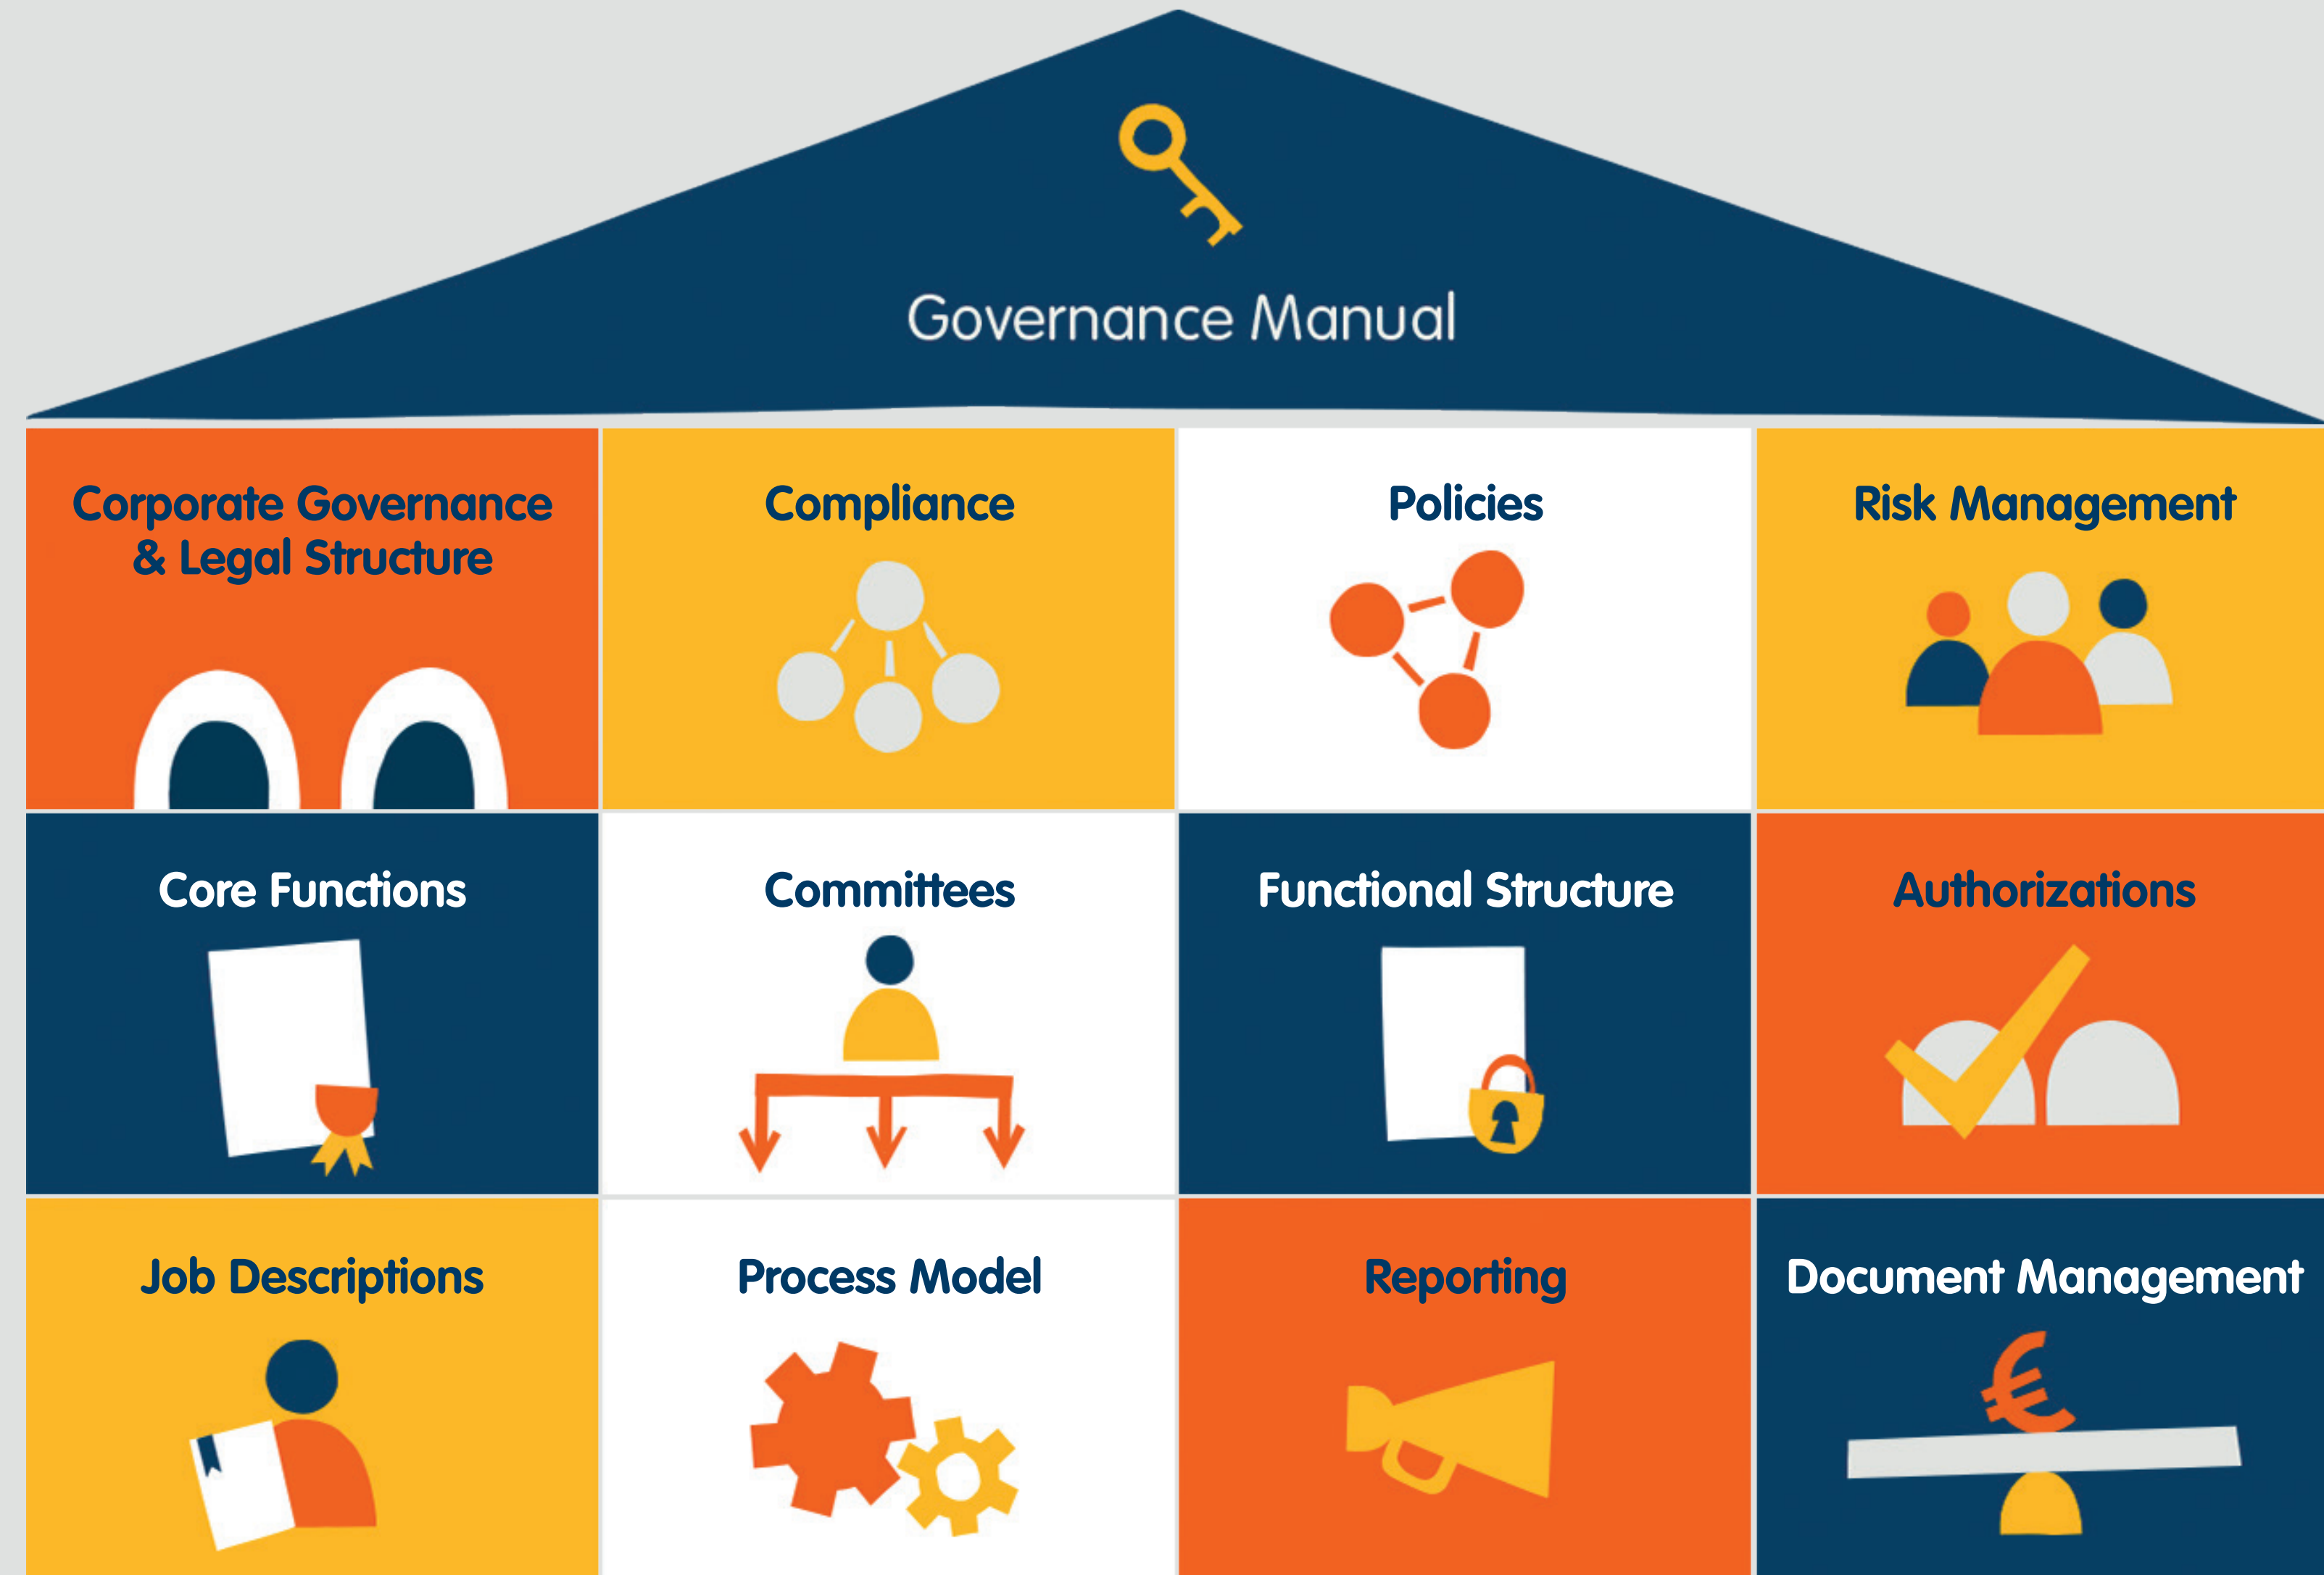 Governance Manual
Corporate Governance
& Legal Structure
Compliance
Policies
Risk Management
Core Functions
Committees
Functional Structure
Authorizations
Job Descriptions
Process Model
Reporting
Document Management
€